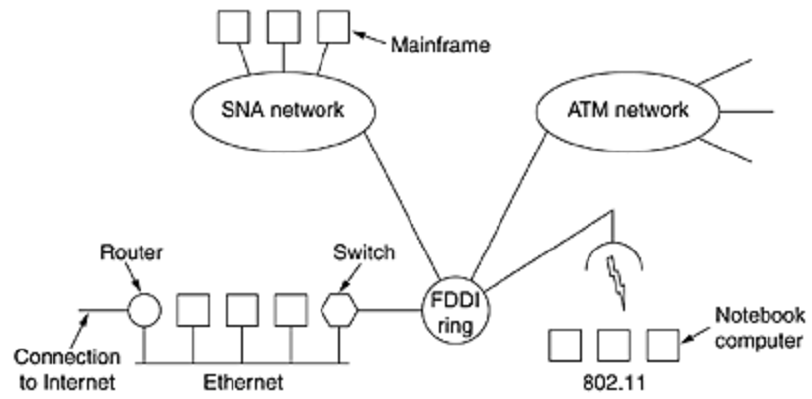 Mainframe
SNA network
ATM network
Router
Switch
FDDI
ring
Notebook
computer
Connection
to Internet
Ethernet
802.11